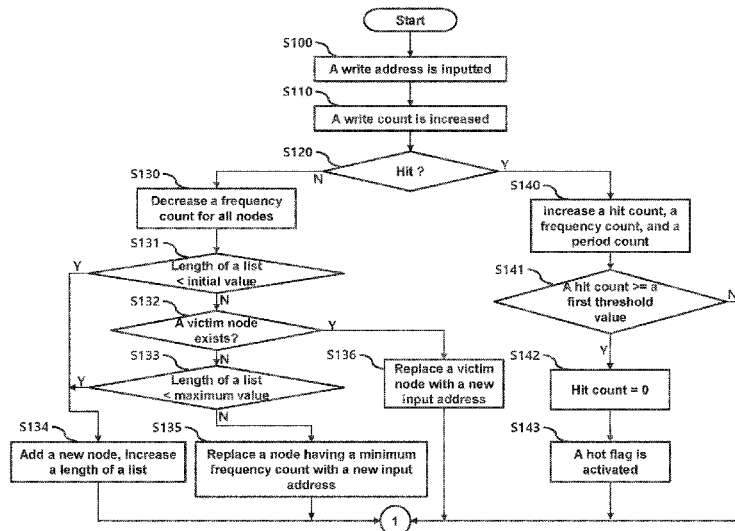 Start
S100
A write address is inputted
S110
A write count is increased
S120
Hit ?
N
Y
S130
Decrease a frequency
count for all nodes
S140
Increase a hit count, a
frequency count, and a
period count
S131
Length of a list
< initial value
Y
N
S141
A hit count >= a
first threshold
value
N
Y
S132
A victim node
exists?
Y
N
S136
Replace a victim
node with a new
input address
S142
Hit count = 0
S133
Length of a list
< maximum value
Y
N
S134
Add a new node, Increase
a length of a list
S135
Replace a node having a minimum
frequency count with a new input
address
S143
A hot flag is
activated
1